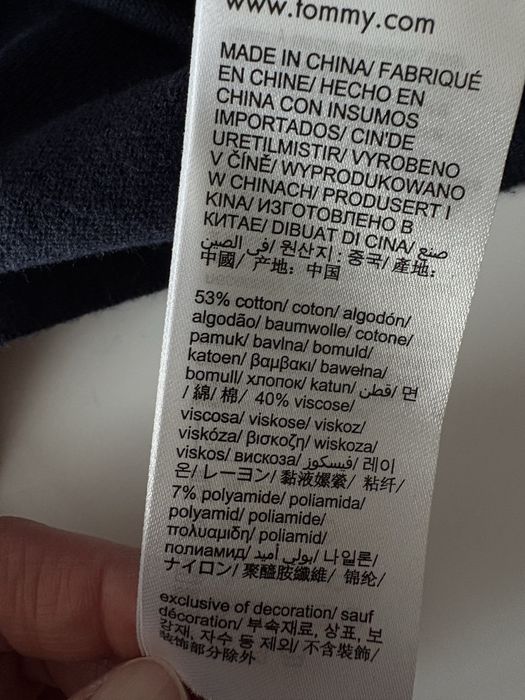 www.tommy.com
MADE IN CHINA/ FABRIQUÉ
EN CHINE/ HECHO EN
CHINA CON INSUMOS
IMPORTADOS/ CIN'DE
URETILMISTIR/ VYROBENO
V ČÍNĚ/ WYPRODUKOWANO
W CHINACH/ PRODUSERT I
KINA/ ИЗГОТОВЛЕНО В
КИТАЕ/ DIBUAT DI CINA/ صنع
في الصين/ 원산지 : 중국/ 產地:
中國/ 产地: 中国
53% cotton/ coton/ algodón/
algodão/ baumwolle/ cotone/
pamuk/ bavlna/ bomuld/
katoen/ βαμβακι/ bawełna/
bomull/ хлопок/ katun/ قطن/ 면
/ 綿/ 棉/ 40% viscose/
viscosa/ viskose/ viskoz/
viskóza/ βισκοζη/ wiskoza/
viskos/ вискоза/ فيسكوز/ 레이
온/ レーヨン/ 黏液嫘縈/ 粘纤/
7% polyamide/ poliamida/
polyamid/ poliamide/
πολυαμιδη/ poliamid/
полиамид/ بولي أميد/ 나일론/
ナイロン/ 聚醯胺纖維/ 锦纶/
exclusive of decoration/ sauf
décoration/ 부속재료, 상표, 보
강재, 자수 등 제외/ 不含裝飾/
装饰部分除外